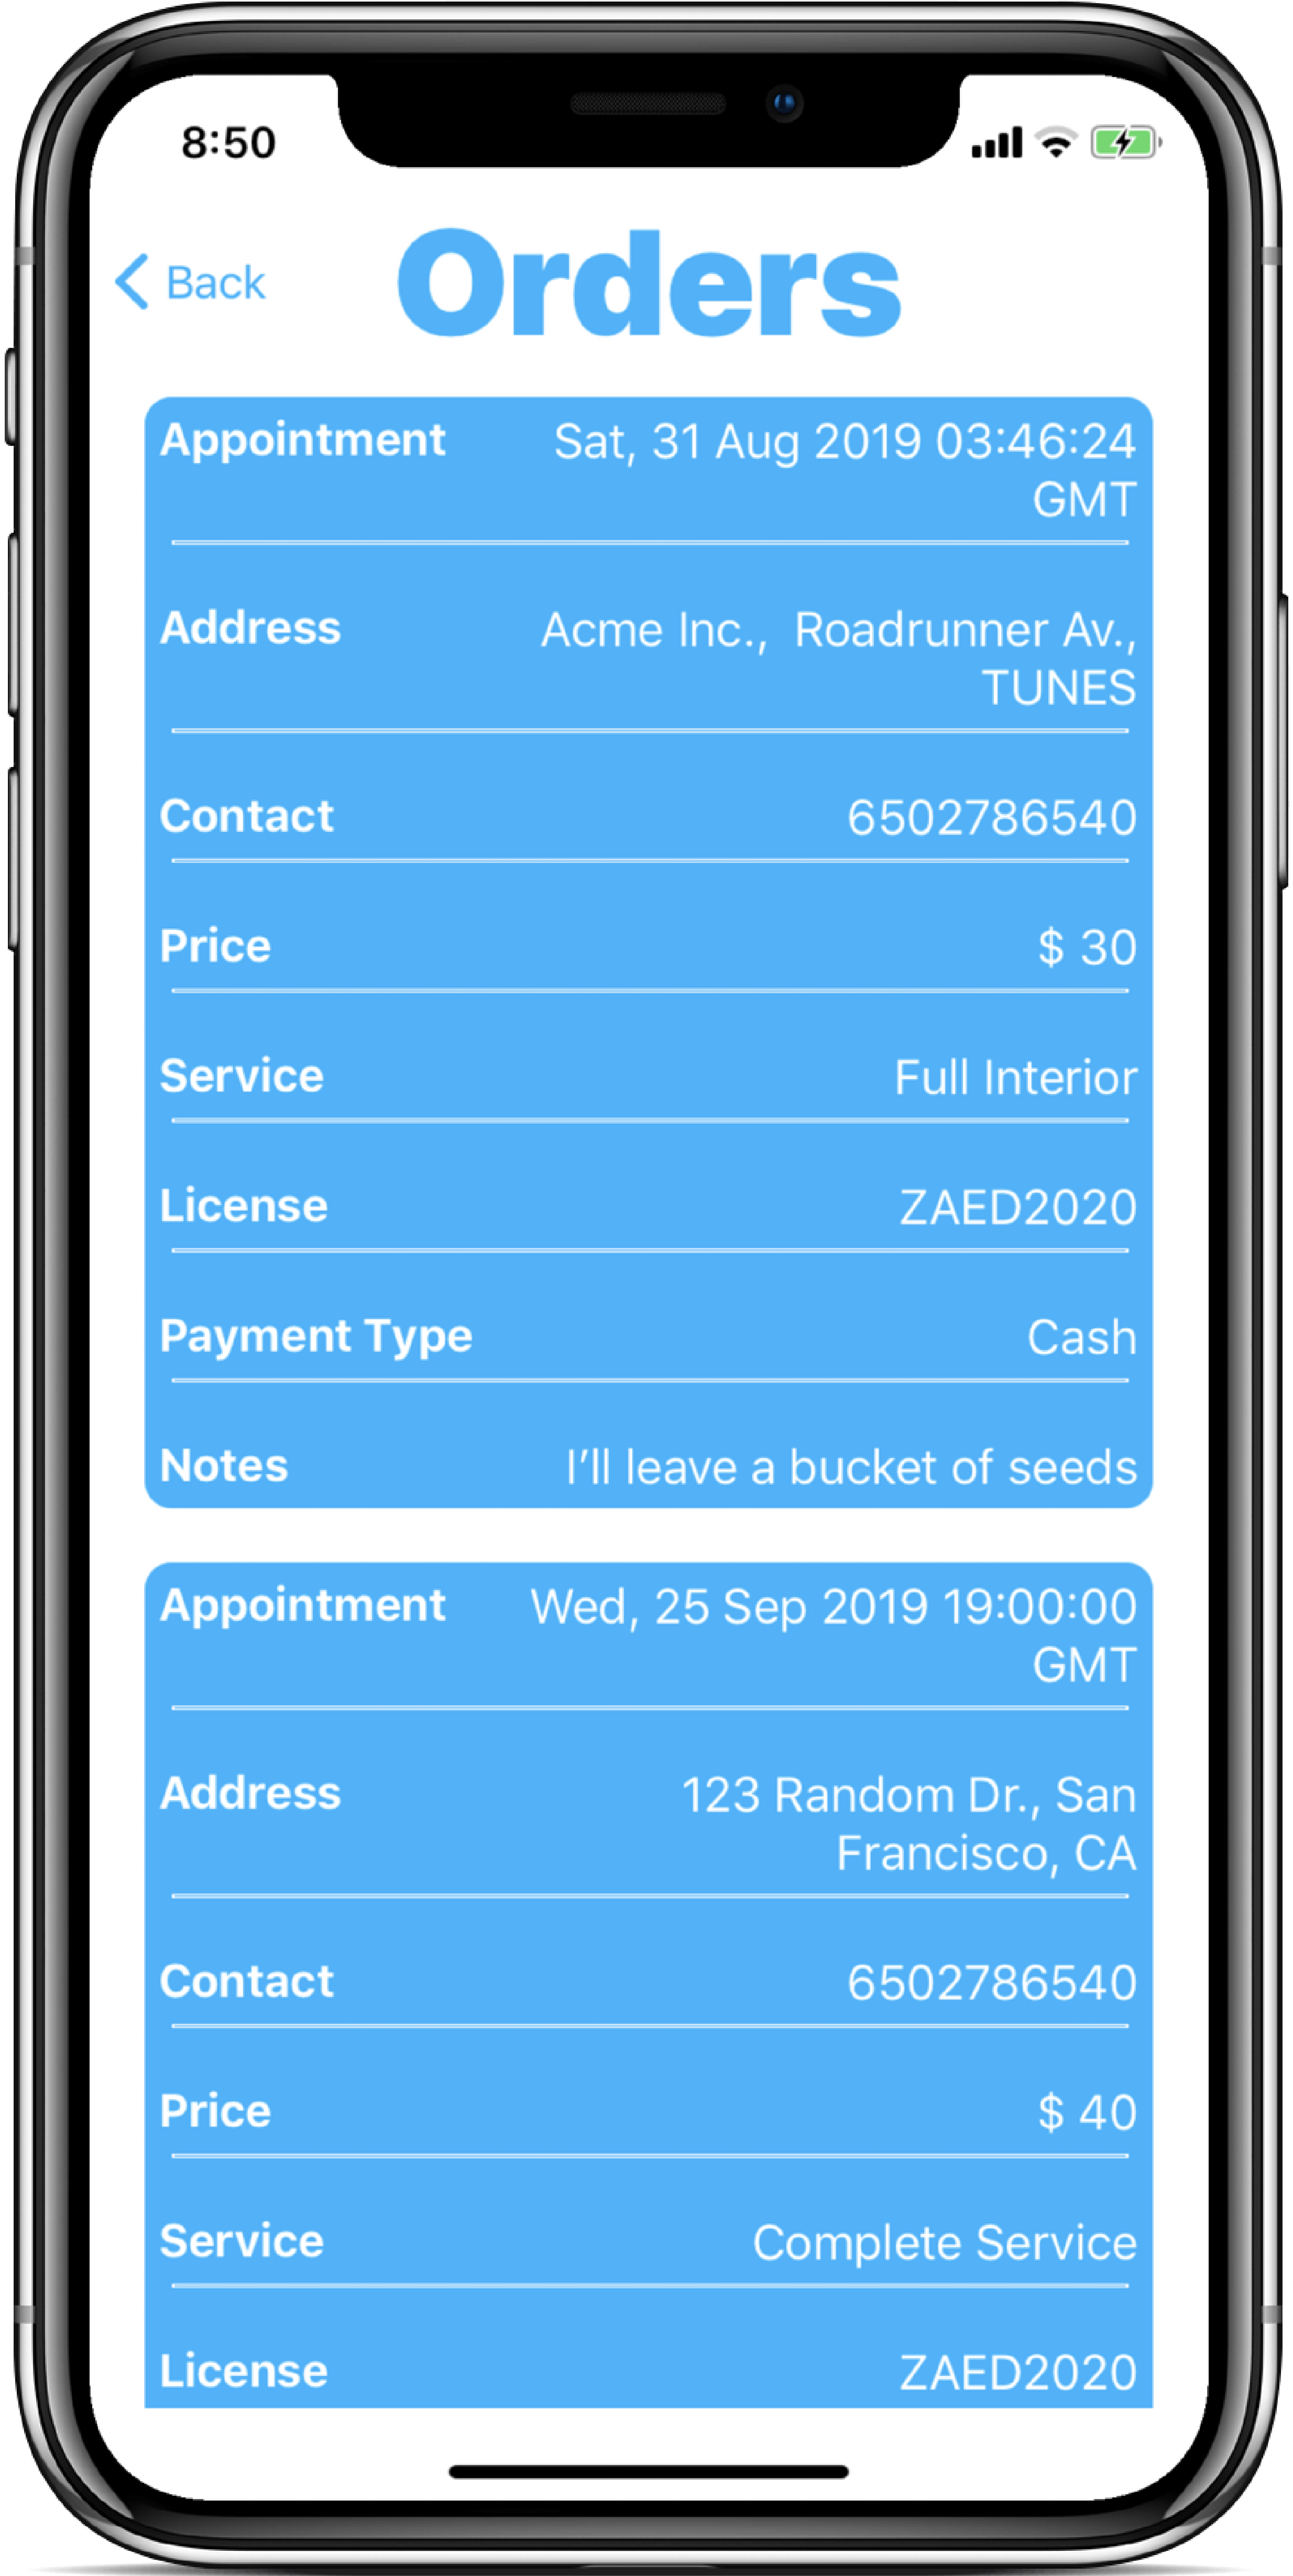 8:50
Back
Orders
Appointment Sat, 31 Aug 2019 03:46:24
GMT
Address Acme Inc.,  Roadrunner Av.,
TUNES
Contact 6502786540
Price $ 30
Service Full Interior
License ZAED2020
Payment Type Cash
Notes I’ll leave a bucket of seeds
Appointment Wed, 25 Sep 2019 19:00:00
GMT
Address 123 Random Dr., San
Francisco, CA
Contact 6502786540
Price $ 40
Service Complete Service
License ZAED2020